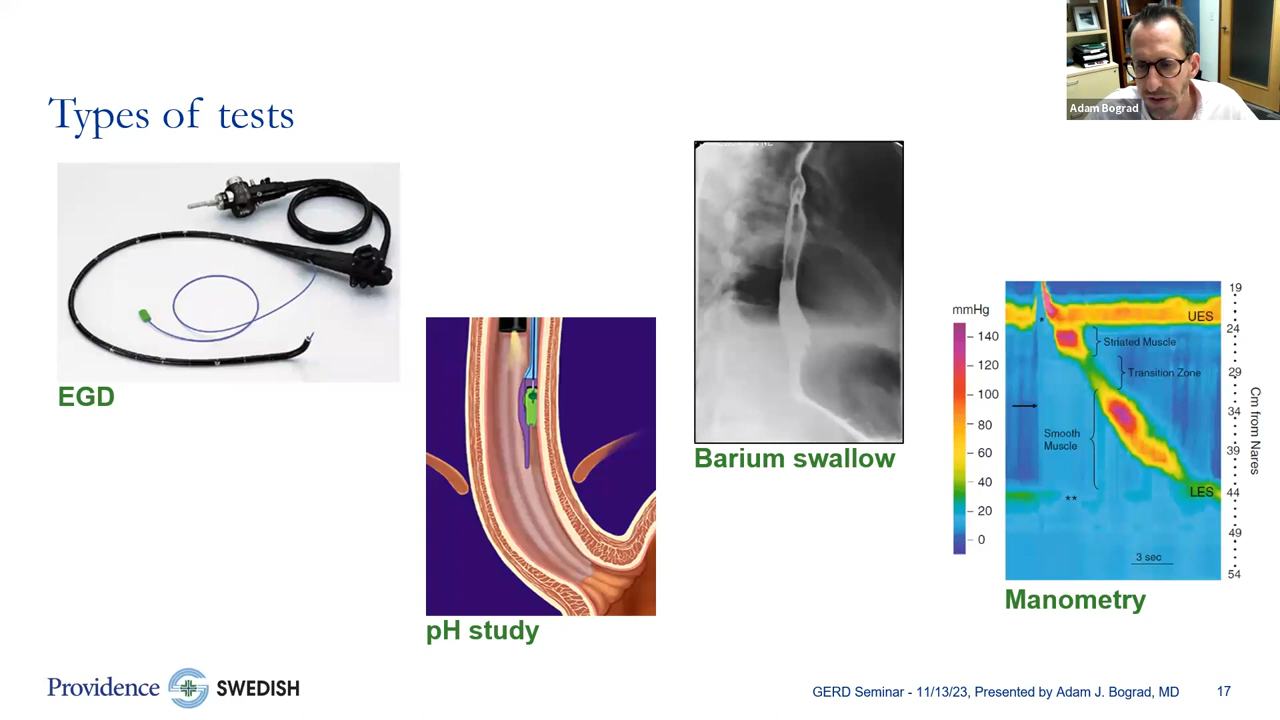 Adam Bograd
Types of tests
EGD
pH study
Barium swallow
mmHg
140
120
100
80
60
40
20
0
*
UES
Striated Muscle
Transition Zone
Smooth
Muscle
LES
**
3 sec
19
24
29
34
39
44
49
54
Cm from Nares
Manometry
Providence SWEDISH
GERD Seminar - 11/13/23, Presented by Adam J. Bograd, MD 17